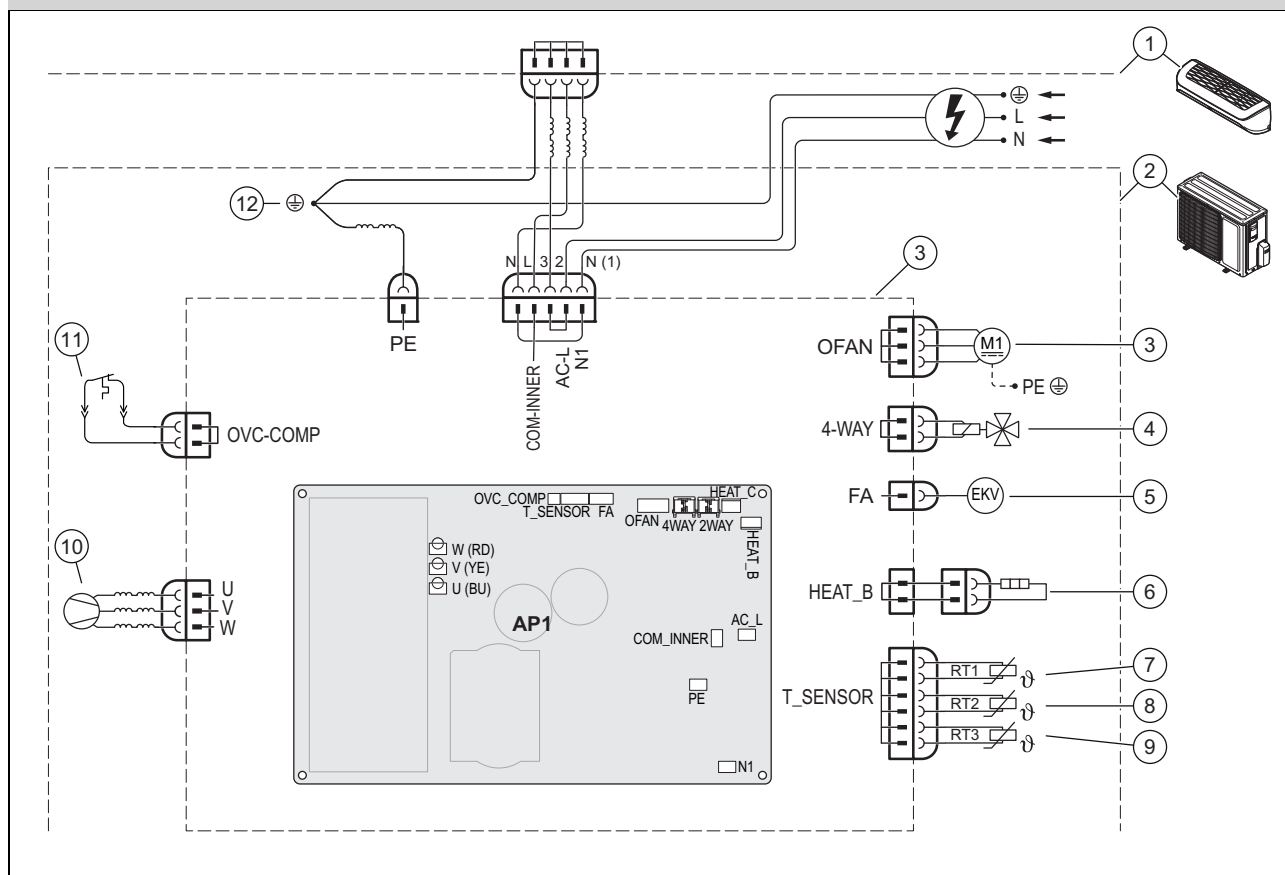 1
L
N
2
12
N L 3 2 N (1)
3
PE
COM-INNER
AC-L
N1
11
OVC-COMP
OFAN
M1
3
PE
4-WAY
4
FA
EKV
5
OVC_COMP
T_SENSOR FA
OFAN 4WAY 2WAY
HEAT_C
HEAT_B
10
W (RD)
V (YE)
U (BU)
U
V
W
HEAT_B
6
AP1
COM_INNER
AC_L
PE
N1
T_SENSOR
RT1 ϑ
7
RT2 ϑ
8
RT3 ϑ
9